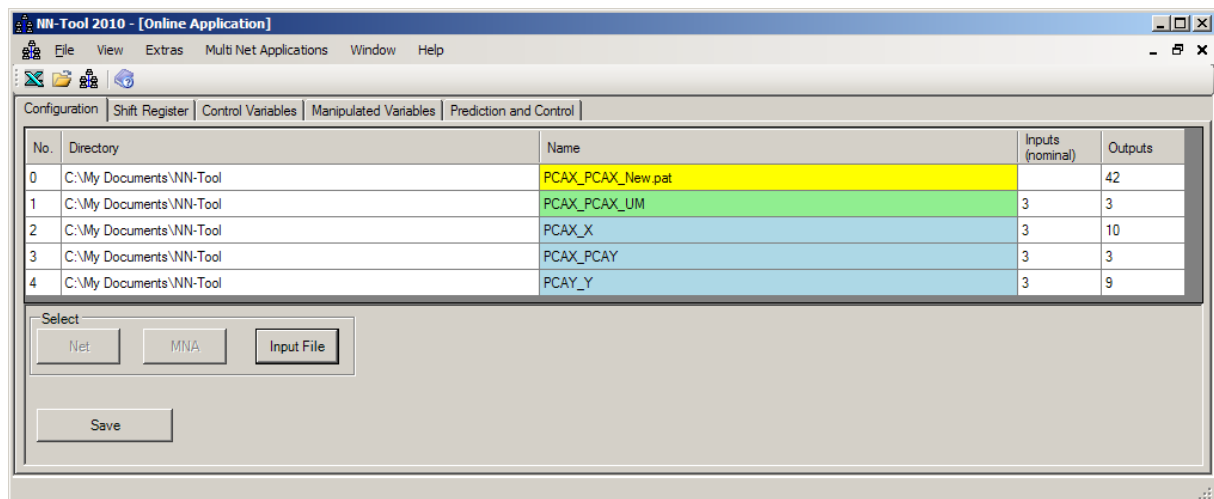 NN-Tool 2010 - [Online Application]
File View Extras Multi Net Applications Window Help
Configuration Shift Register Control Variables Manipulated Variables Prediction and Control
No. Directory Name Inputs (nominal) Outputs
0 C:\My Documents\NN-Tool PCAX_PCAX_New.pat 42
1 C:\My Documents\NN-Tool PCAX_PCAX_UM 3 3
2 C:\My Documents\NN-Tool PCAX_X 3 10
3 C:\My Documents\NN-Tool PCAX_PCAY 3 3
4 C:\My Documents\NN-Tool PCAY_Y 3 9
Select
Net MNA Input File
Save